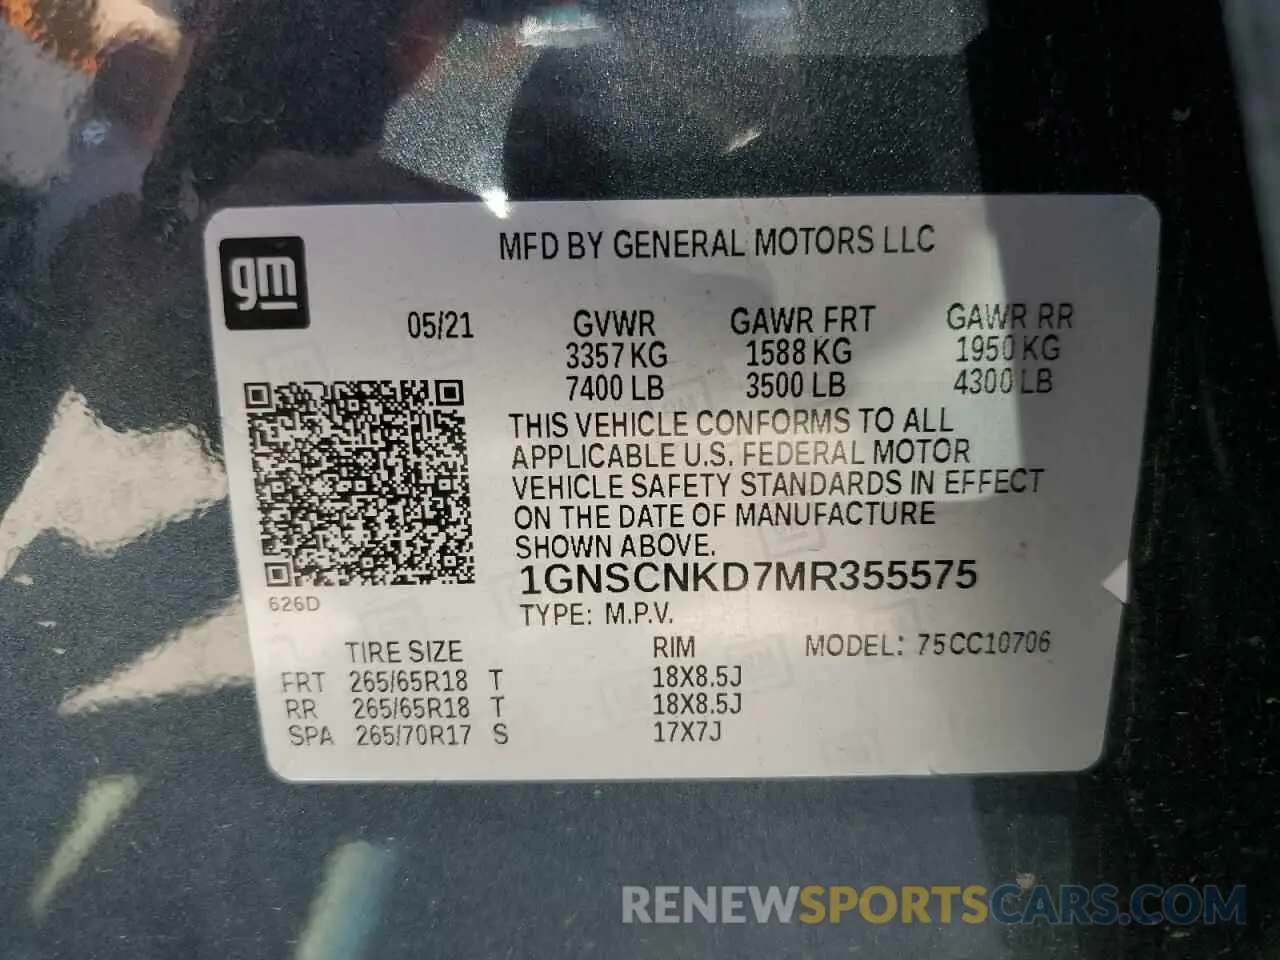 MFD BY GENERAL MOTORS LLC
gm
05/21 GVWR GAWR FRT GAWR RR
3357 KG 1588 KG 1950 KG
7400 LB 3500 LB 4300 LB
THIS VEHICLE CONFORMS TO ALL
APPLICABLE U.S. FEDERAL MOTOR
VEHICLE SAFETY STANDARDS IN EFFECT
ON THE DATE OF MANUFACTURE
SHOWN ABOVE.
1GNSCNKD7MR355575
626D
TYPE: M.P.V.
TIRE SIZE RIM MODEL: 75CC10706
FRT 265/65R18 T 18X8.5J
RR 265/65R18 T 18X8.5J
SPA 265/70R17 S 17X7J
RENEWSPORTSCARS.COM